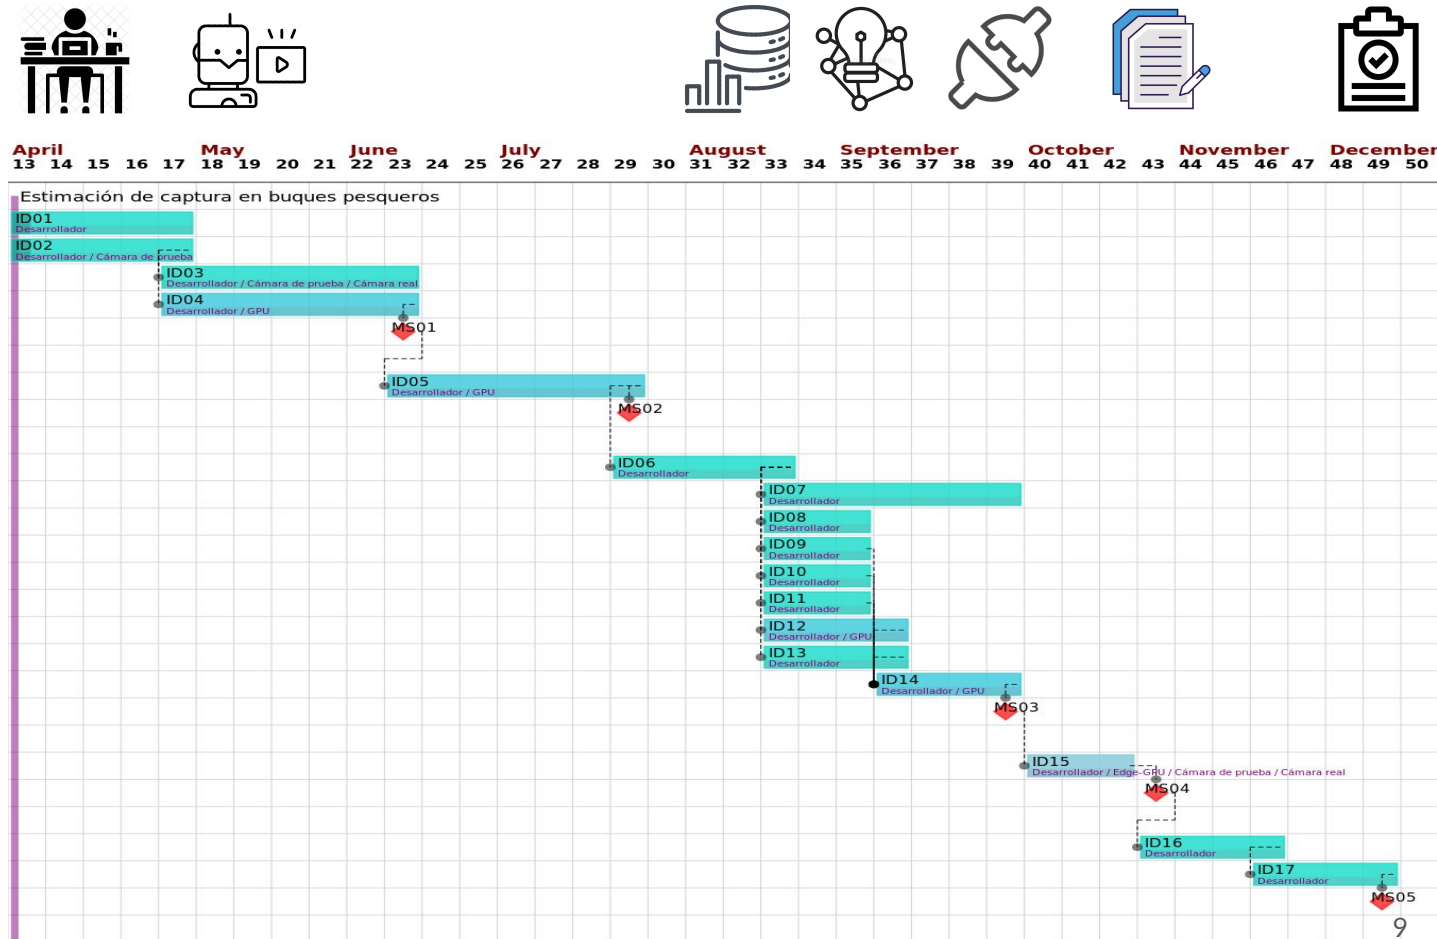 April May June July August September October November December
13 14 15 16 17 18 19 20 21 22 23 24 25 26 27 28 29 30 31 32 33 34 35 36 37 38 39 40 41 42 43 44 45 46 47 48 49 50
Estimación de captura en buques pesqueros
ID01
Desarrollador
ID02
Desarrollador / Cámara de prueba
ID03
Desarrollador / Cámara de prueba / Cámara real
ID04
Desarrollador / GPU
MS01
ID05
Desarrollador / GPU
MS02
ID06
Desarrollador
ID07
Desarrollador
ID08
Desarrollador
ID09
Desarrollador
ID10
Desarrollador
ID11
Desarrollador
ID12
Desarrollador / GPU
ID13
Desarrollador
ID14
Desarrollador / GPU
MS03
ID15
Desarrollador / Edge-GPU / Cámara de prueba / Cámara real
MS04
ID16
Desarrollador
ID17
Desarrollador
MS05
9